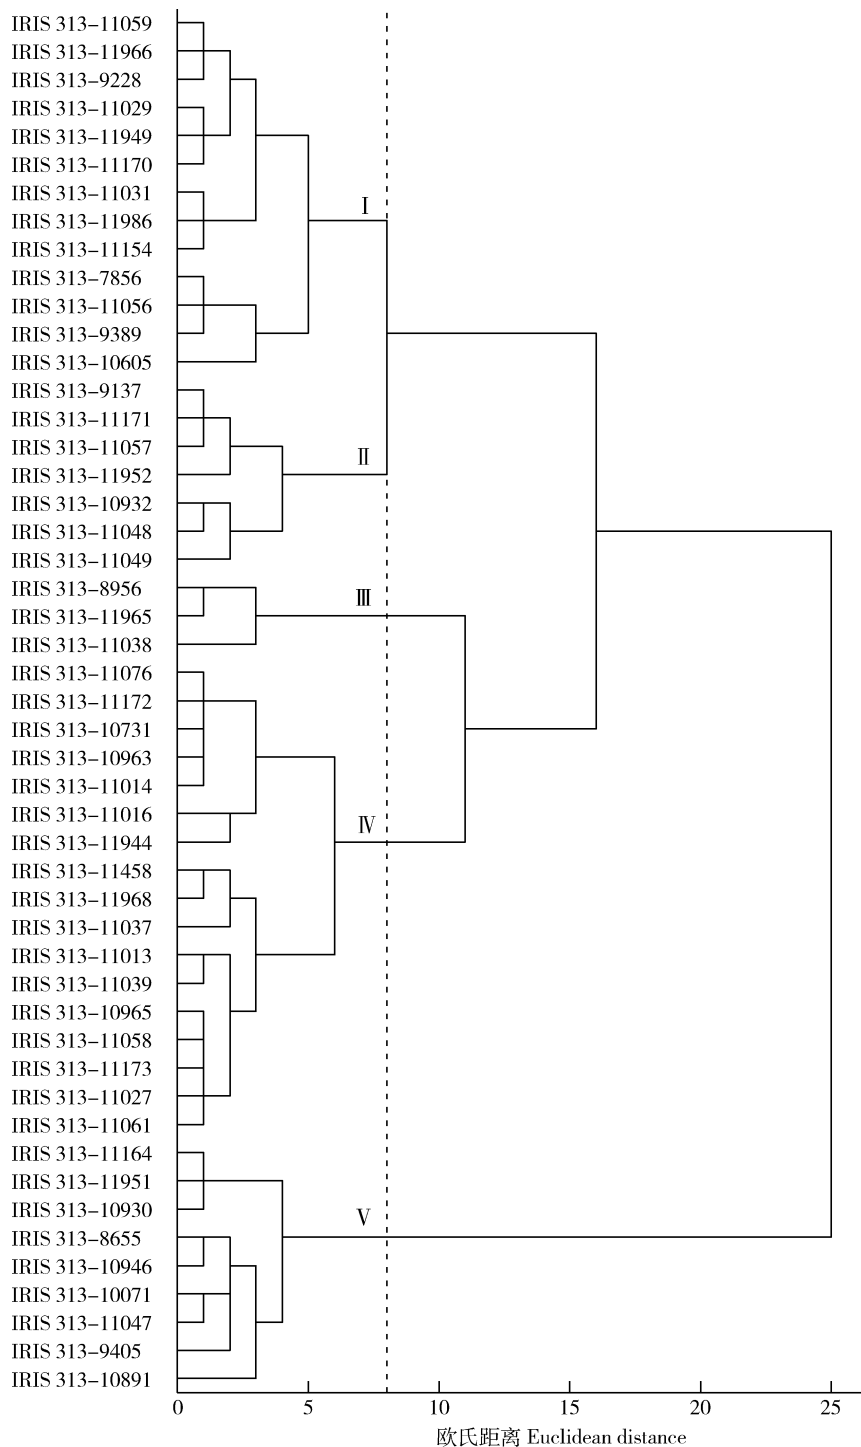 IRIS 313-11059
IRIS 313-11966
IRIS 313-9228
IRIS 313-11029
IRIS 313-11949
IRIS 313-11170
IRIS 313-11031
Ⅰ
IRIS 313-11986
IRIS 313-11154
IRIS 313-7856
IRIS 313-11056
IRIS 313-9389
IRIS 313-10605
IRIS 313-9137
IRIS 313-11171
IRIS 313-11057
Ⅱ
IRIS 313-11952
IRIS 313-10932
IRIS 313-11048
IRIS 313-11049
IRIS 313-8956
Ⅲ
IRIS 313-11965
IRIS 313-11038
IRIS 313-11076
IRIS 313-11172
IRIS 313-10731
IRIS 313-10963
IRIS 313-11014
IRIS 313-11016
Ⅳ
IRIS 313-11944
IRIS 313-11458
IRIS 313-11968
IRIS 313-11037
IRIS 313-11013
IRIS 313-11039
IRIS 313-10965
IRIS 313-11058
IRIS 313-11173
IRIS 313-11027
IRIS 313-11061
IRIS 313-11164
IRIS 313-11951
IRIS 313-10930
Ⅴ
IRIS 313-8655
IRIS 313-10946
IRIS 313-10071
IRIS 313-11047
IRIS 313-9405
IRIS 313-10891
0 5 10 15 20 25
欧氏距离 Euclidean distance